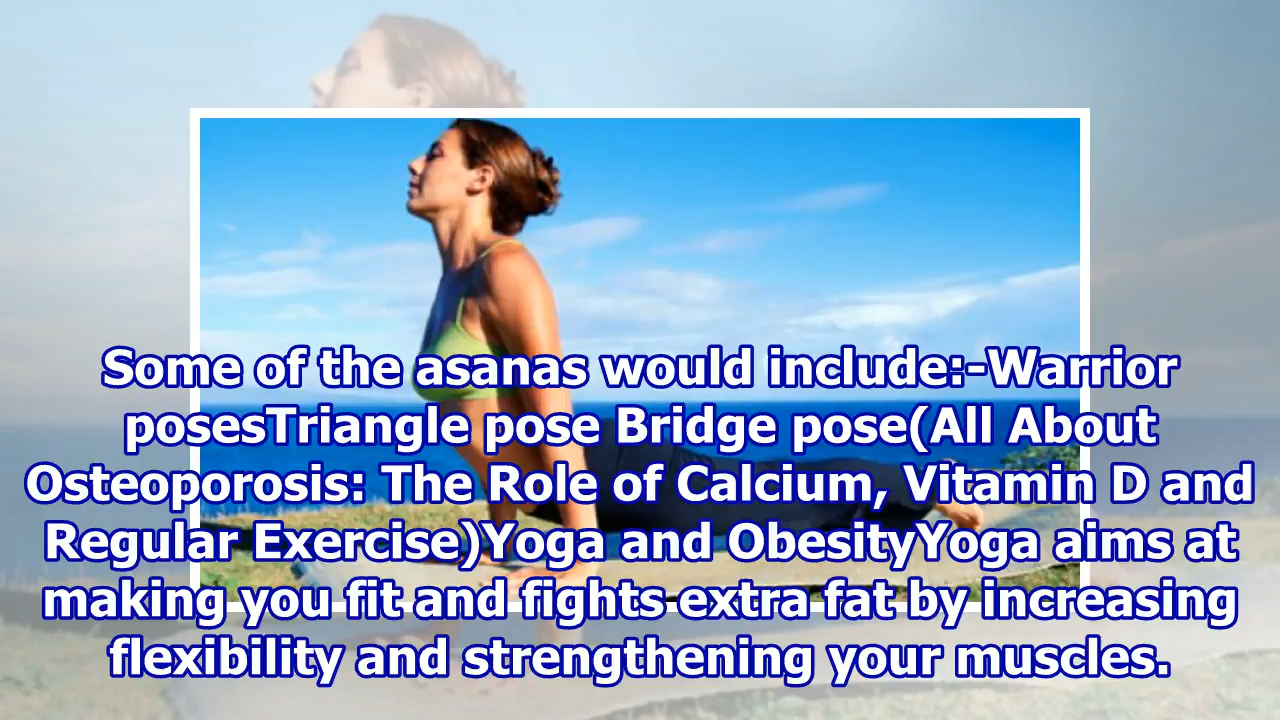 Some of the asanas would include:-Warrior
posesTriangle pose Bridge pose(All About
Osteoporosis: The Role of Calcium, Vitamin D and
Regular Exercise)Yoga and ObesityYoga aims at
making you fit and fights extra fat by increasing
flexibility and strengthening your muscles.